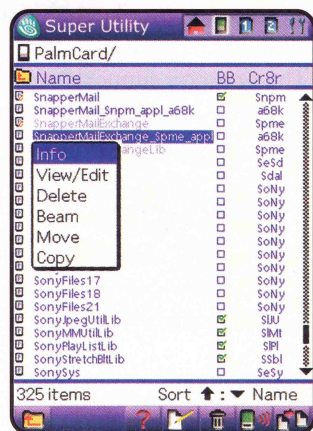 Super Utility
PalmCard/
Name BB Cr8r
SnapperMail Snpm
SnapperMail_Snpm_appl_a68k a68k
SnapperMailExchange Spme
SnapperMailExchange_Spme_appl a68k
angeLib Spme
SeSd
Sdal
SoNy
SoNy
SoNy
SoNy
SoNy
Info
View/Edit
Delete
Beam
Move
Copy
SonyFiles17 SoNy
SonyFiles18 SoNy
SonyFiles21 SoNy
SonyJpegUtilLib SlJU
SonyMMUtilLib SlMt
SonyPlayListLib SlPl
SonyStretchBltLib SSbl
SonySys SeSy
325 items Sort : Name